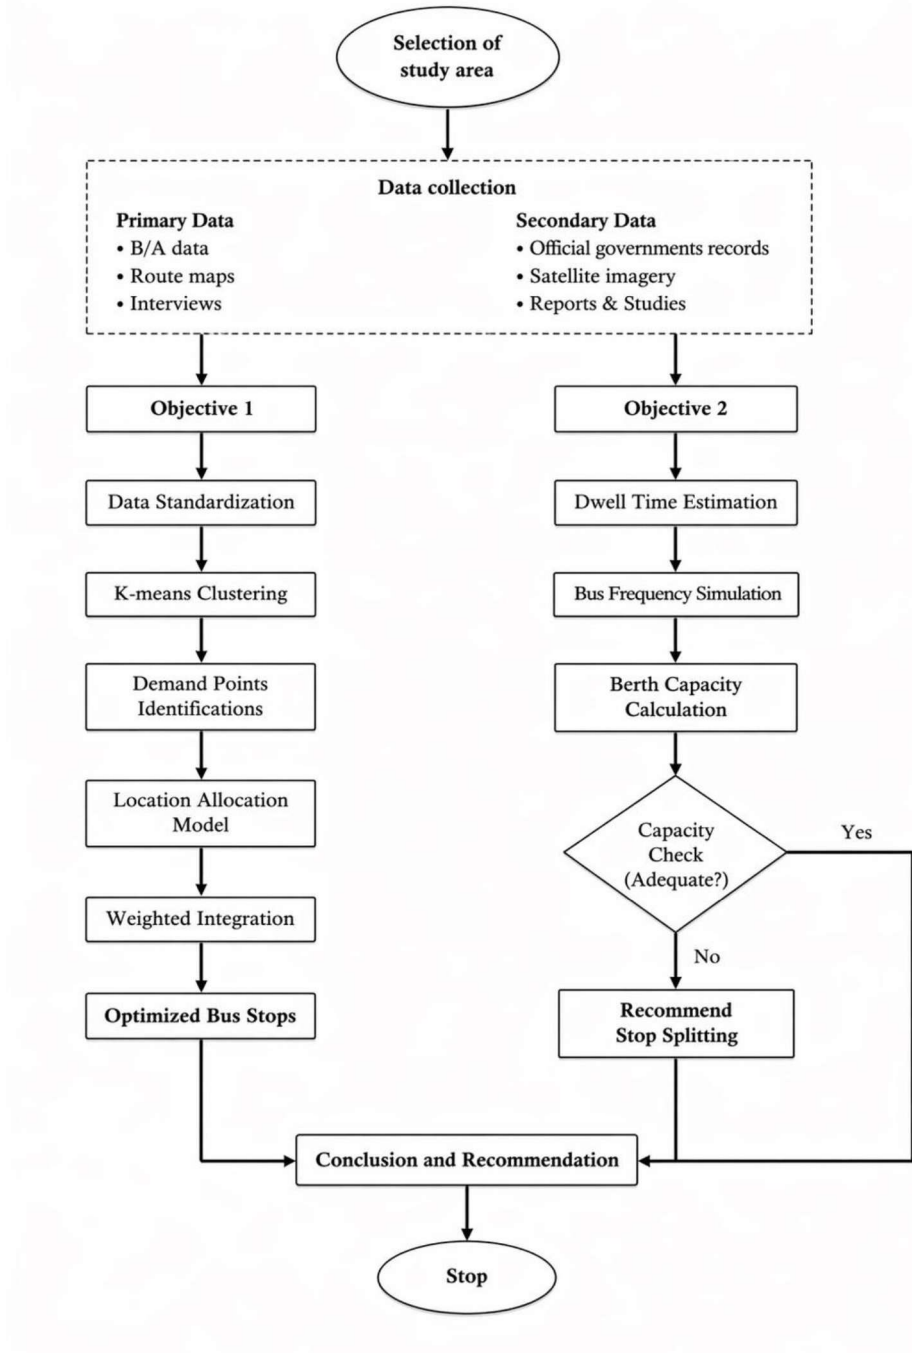 Selection of
study area
Data collection
Primary Data
• B/A data
• Route maps
• Interviews
Secondary Data
• Official governments records
• Satellite imagery
• Reports & Studies
Objective 1
Data Standardization
K-means Clustering
Demand Points
Identifications
Location Allocation
Model
Weighted Integration
Optimized Bus Stops
Objective 2
Dwell Time Estimation
Bus Frequency Simulation
Berth Capacity
Calculation
Capacity
Check
(Adequate?)
Yes
No
Recommend
Stop Splitting
Conclusion and Recommendation
Stop